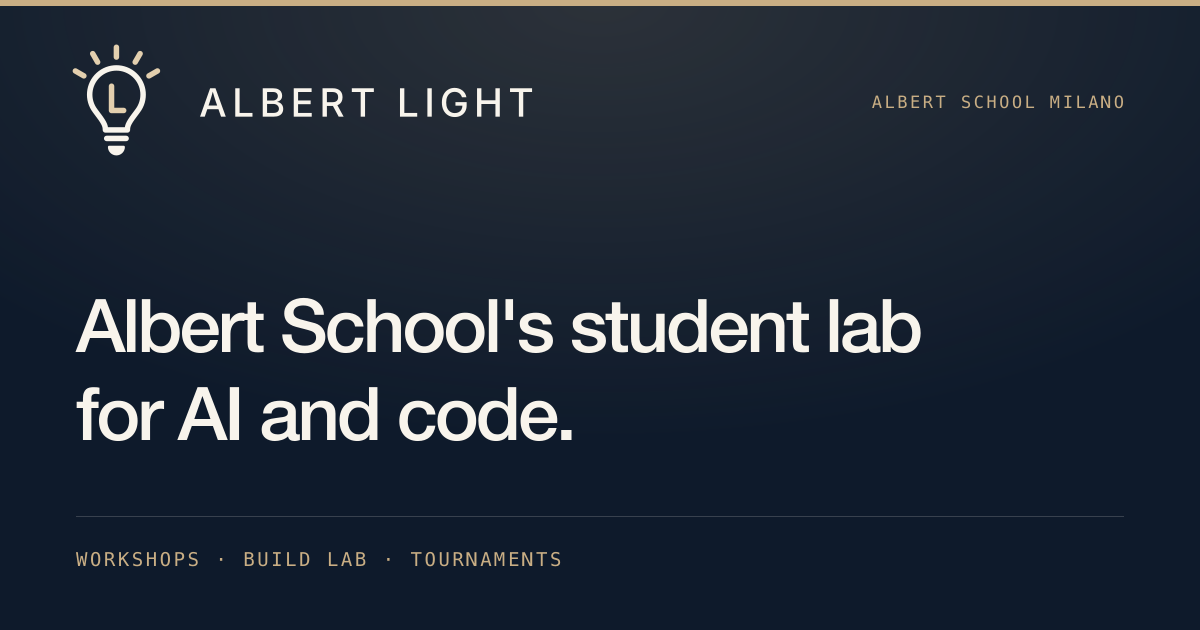 L
ALBERT LIGHT
ALBERT SCHOOL MILANO
Albert School's student lab
for AI and code.
WORKSHOPS · BUILD LAB · TOURNAMENTS